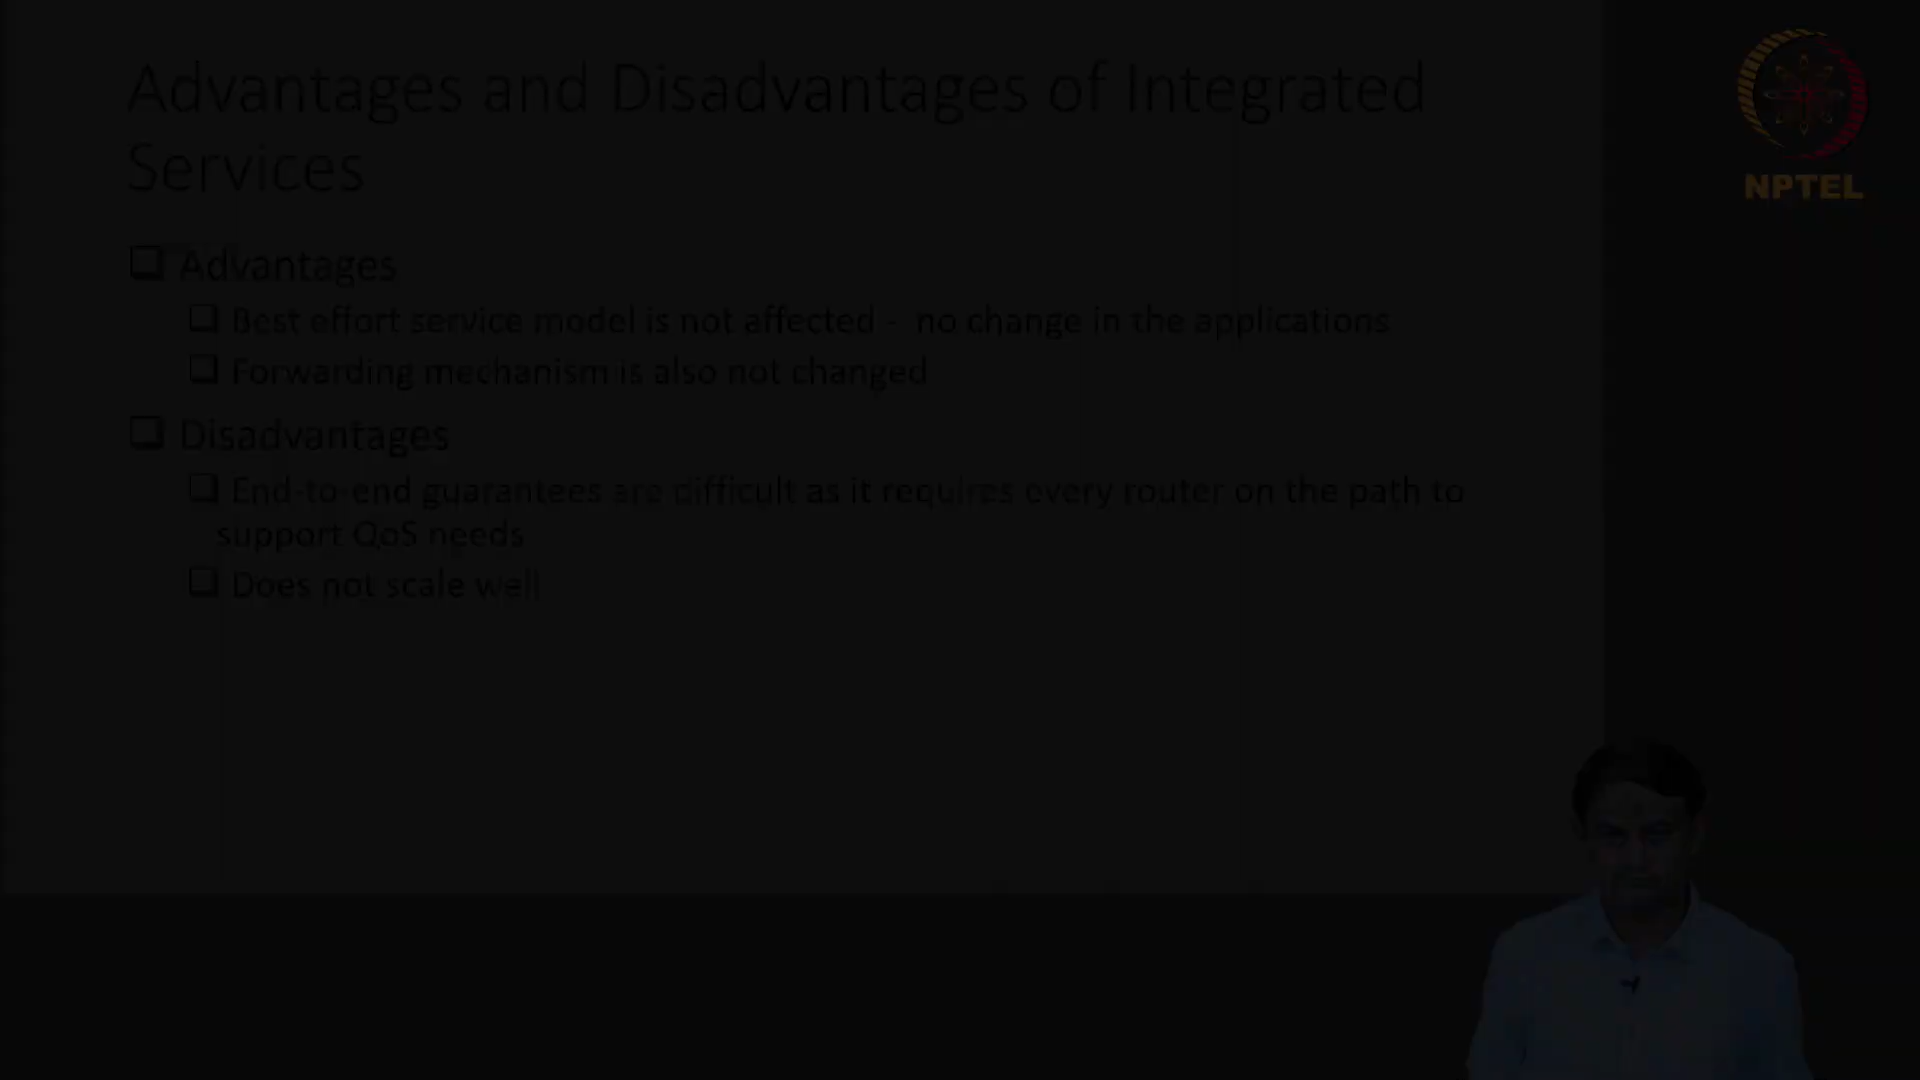 Advantages and Disadvantages of Integrated
Services
Advantages
Best effort service model is not affected - no change in the applications
Forwarding mechanism is also not changed
Disadvantages
End-to-end guarantees are difficult as it requires every router on the path to
support QoS needs
Does not scale well
NPTEL